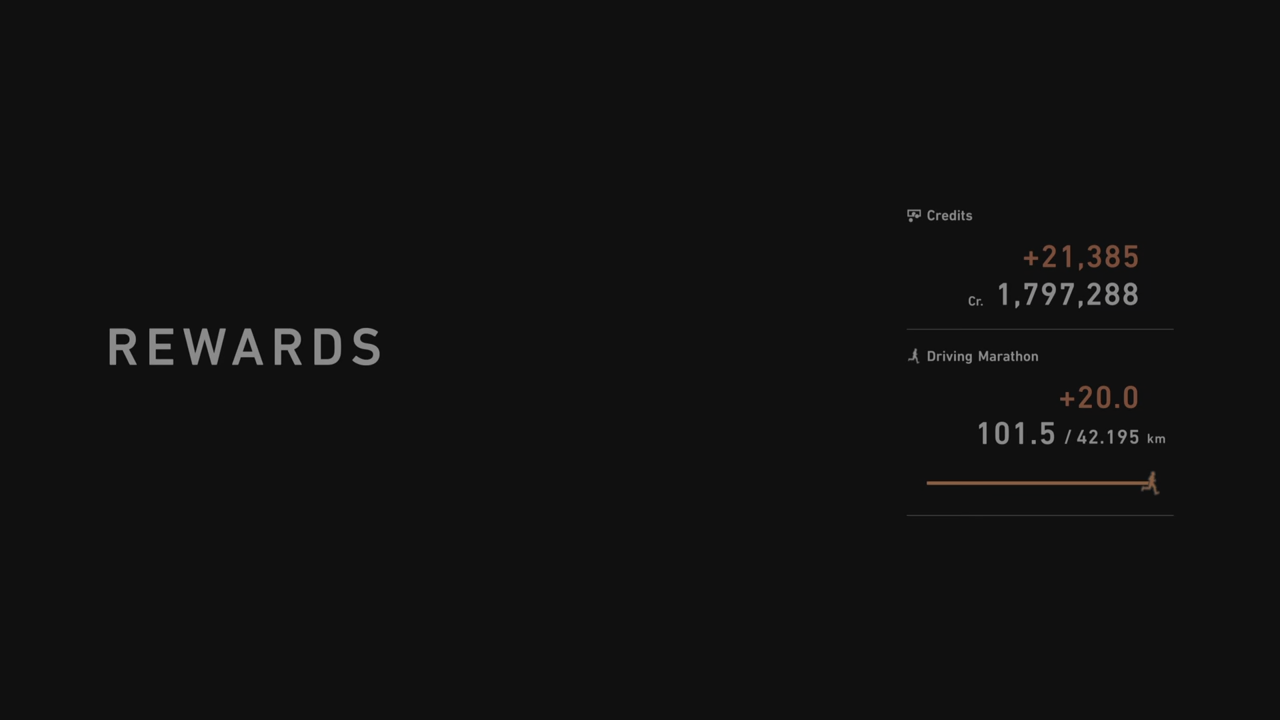 REWARDS
Credits
+21,385
Cr. 1,797,288
Driving Marathon
+20.0
101.5 / 42.195 km